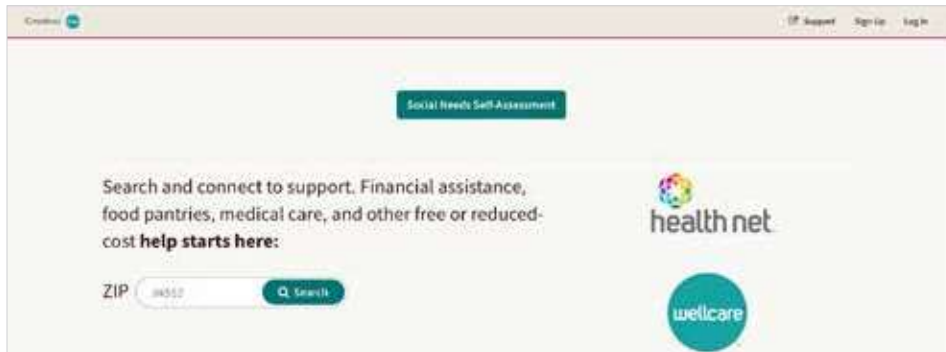 Support Sign Up Log In
Social Needs Self-Assessment
Search and connect to support. Financial assistance,
food pantries, medical care, and other free or reduced-
cost help starts here:
ZIP
Search
health net
wellcare